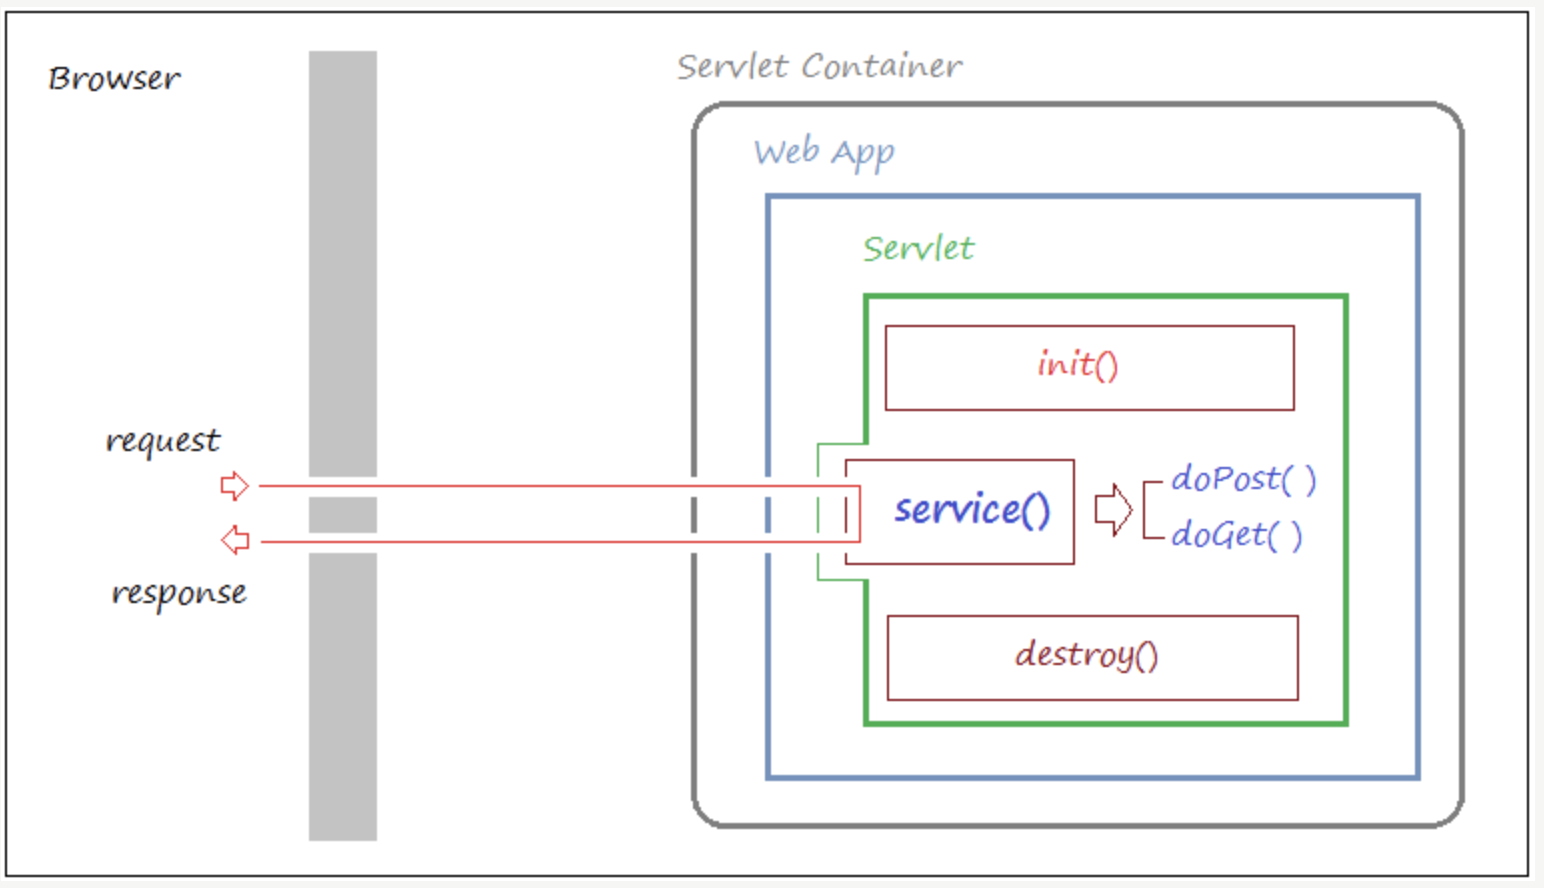 Browser
Servlet Container
Web App
Servlet
init()
request
service()
doPost( )
doGet( )
response
destroy()